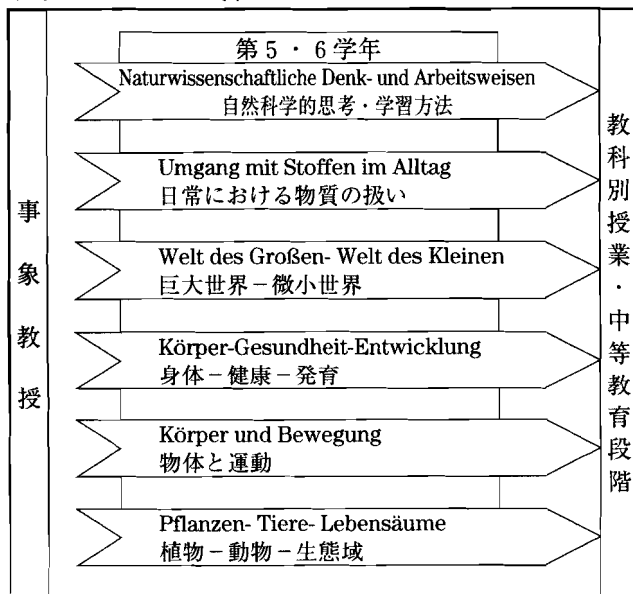 第5・6学年
Naturwissenschaftliche Denk- und Arbeitsweisen
自然科学的思考・学習方法
Umgang mit Stoffen im Alltag
日常における物質の扱い
Welt des Großen- Welt des Kleinen
巨大世界−微小世界
Körper-Gesundheit-Entwicklung
身体−健康−発育
Körper und Bewegung
物体と運動
Pflanzen- Tiere- Lebensäume
植物−動物−生態域
事象教授
教科別授業・中等教育段階